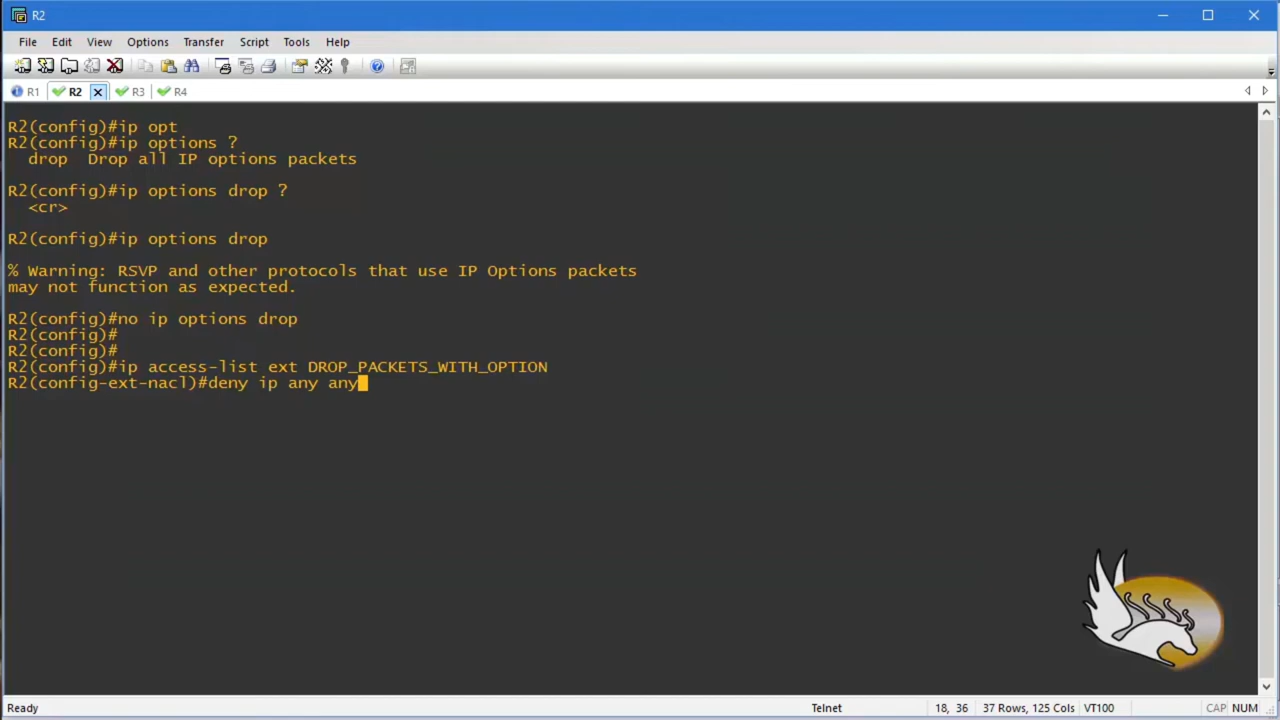 R2
File Edit View Options Transfer Script Tools Help
R1 R2 R3 R4
R2(config)#ip opt
R2(config)#ip options ?
drop Drop all IP options packets
R2(config)#ip options drop ?
<cr>
R2(config)#ip options drop
% Warning: RSVP and other protocols that use IP Options packets
may not function as expected.
R2(config)#no ip options drop
R2(config)#
R2(config)#
R2(config)#ip access-list ext DROP_PACKETS_WITH_OPTION
R2(config-ext-nacl)#deny ip any any
Ready Telnet 18, 36 37 Rows, 125 Cols VT100 CAP NUM